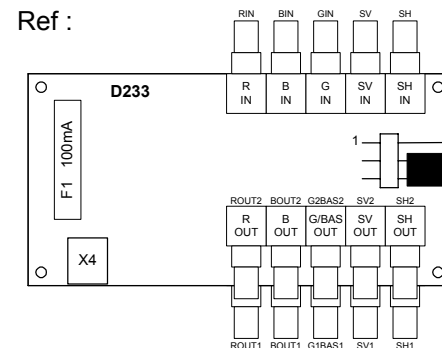 Ref :
RIN BIN GIN SV SH
D233
R IN B IN G IN SV IN SH IN
F1 100mA
1
ROUT2 BOUT2 G2BAS2 SV2 SH2
R OUT B OUT G/BAS OUT SV OUT SH OUT
X4
ROUT1 BOUT1 G1BAS1 SV1 SH1